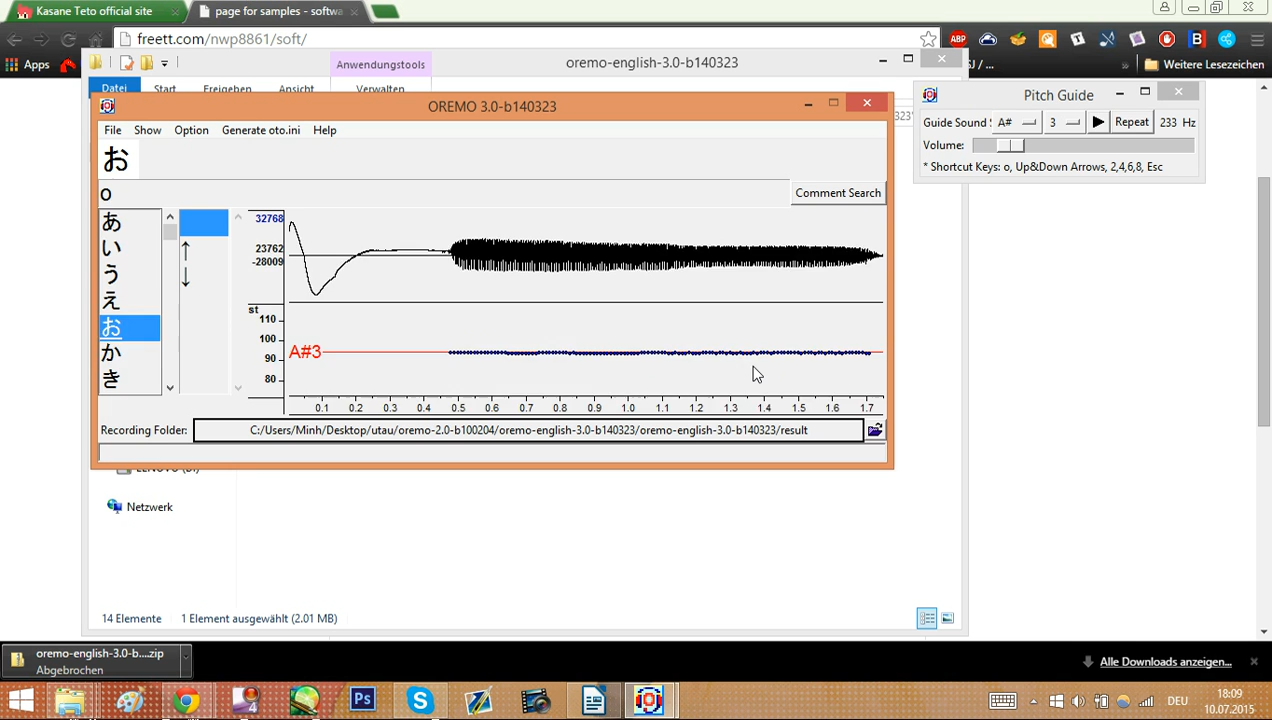 Kasane Teto official site
page for samples - softwa
freett.com/nwp8861/soft/
Apps
Weitere Lesezeichen
Anwendungstools
oremo-english-3.0-b140323
Datei
Start
Freigeben
Ansicht
Verwalten
OREMO 3.0-b140323
File
Show
Option
Generate oto.ini
Help
お
o
Comment Search
あ
い
う
え
お
か
き
↑
↓
32768
23762
-28009
st
110
100
90
80
A#3
0.1 0.2 0.3 0.4 0.5 0.6 0.7 0.8 0.9 1.0 1.1 1.2 1.3 1.4 1.5 1.6 1.7
Recording Folder:
C:/Users/Minh/Desktop/utau/oremo-2.0-b100204/oremo-english-3.0-b140323/oremo-english-3.0-b140323/result
Pitch Guide
Guide Sound
A#
3
Repeat
233 Hz
Volume:
* Shortcut Keys: o, Up&Down Arrows, 2,4,6,8, Esc
Netzwerk
14 Elemente
1 Element ausgewählt (2.01 MB)
oremo-english-3.0-b....zip
Abgebrochen
Alle Downloads anzeigen...
ABP
Ps
DEU
18:09
10.07.2015